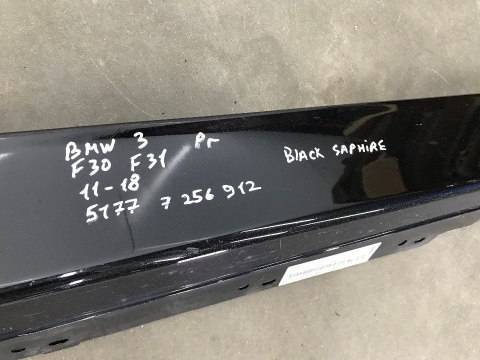 BMW 3 Pr
F30 F31
11-18
5177 7 256 912
BLACK SAPHIRE